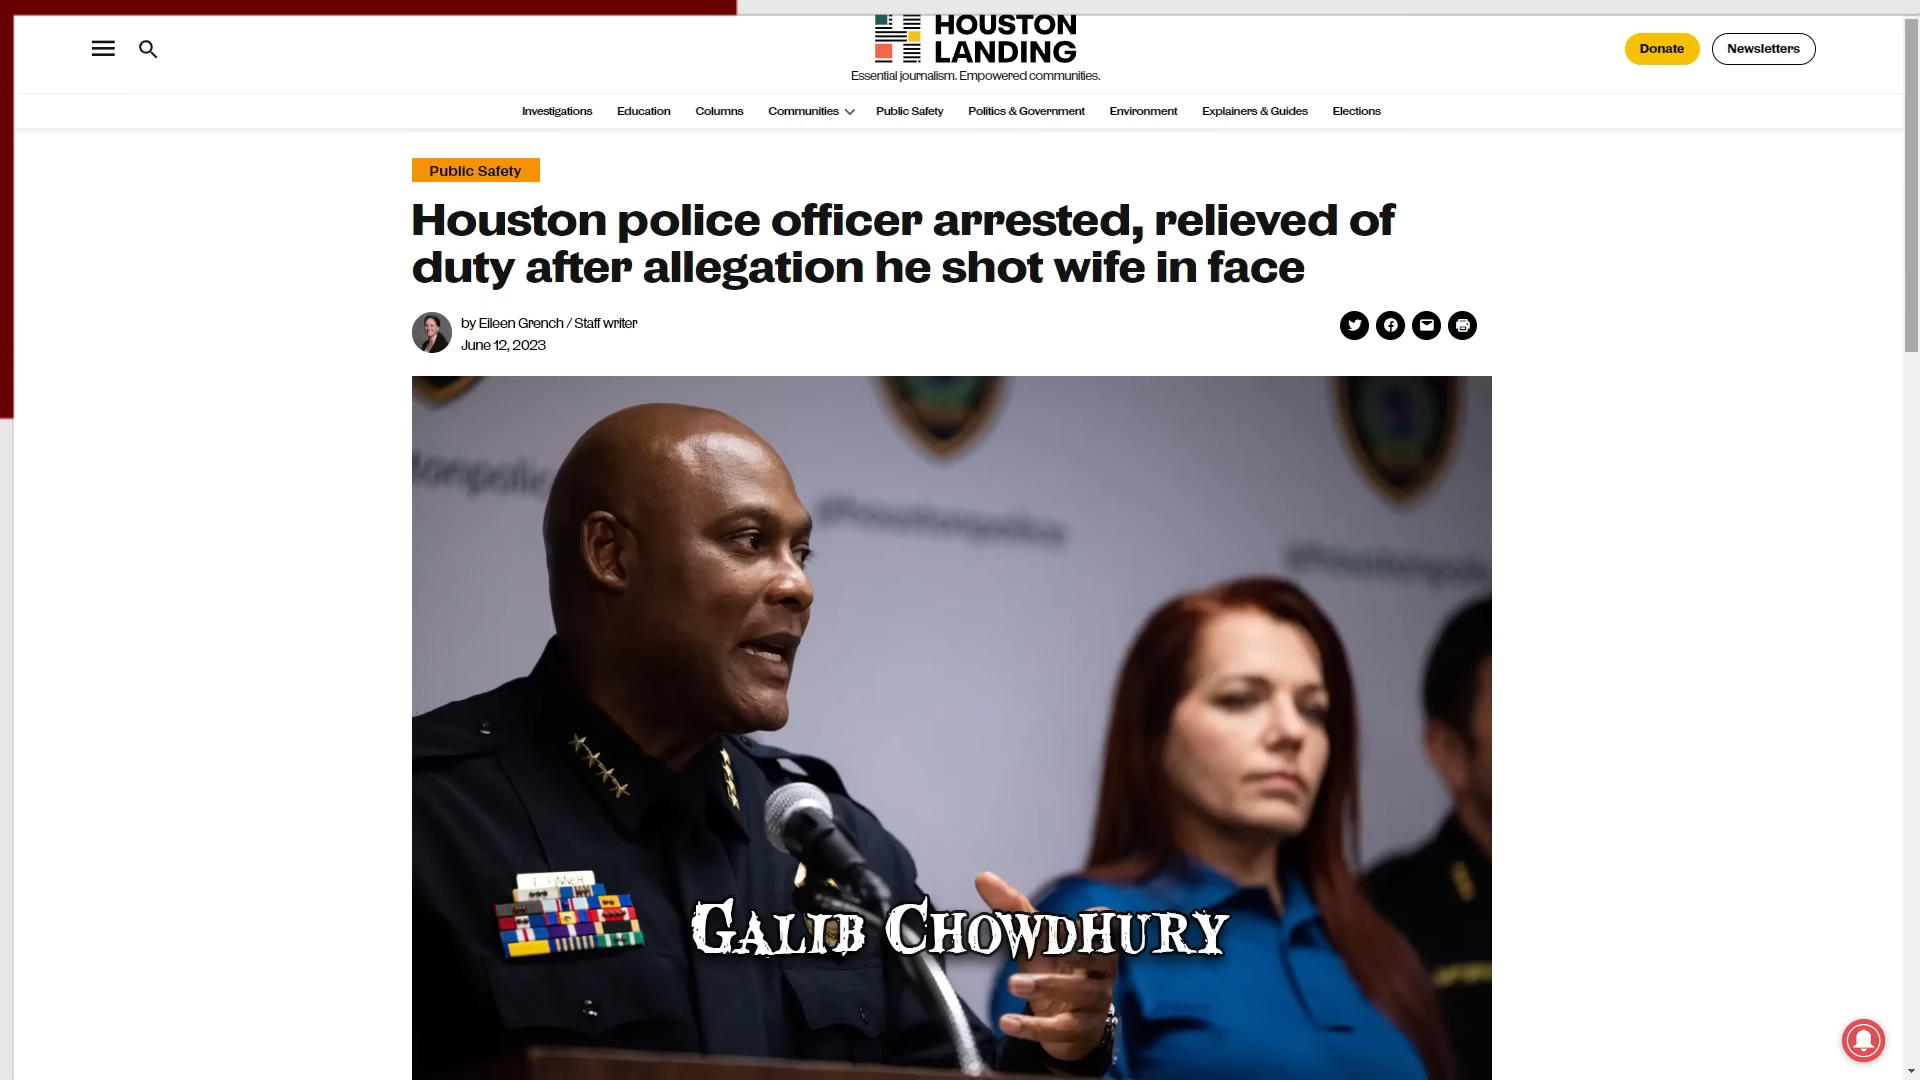 HOUSTON
LANDING
Essential journalism. Empowered communities.
Donate
Newsletters
Investigations Education Columns Communities Public Safety Politics & Government Environment Explainers & Guides Elections
Public Safety
Houston police officer arrested, relieved of
duty after allegation he shot wife in face
by Eileen Grench / Staff writer
June 12, 2023
@houstonpolice
T. FINNER
GALIB CHOWDHURY